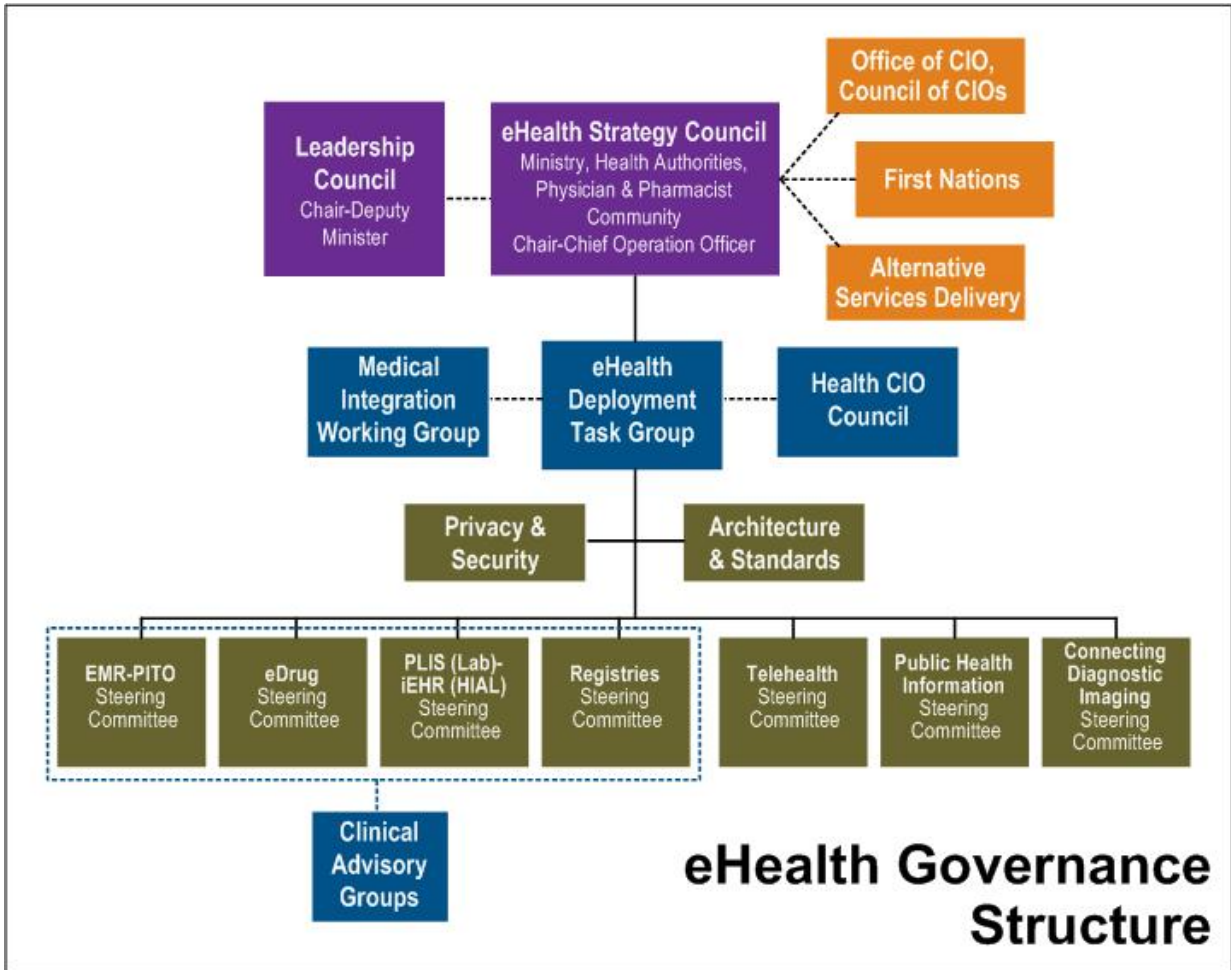 Office of CIO,
Council of CIOs
Leadership
Council
Chair-Deputy
Minister
eHealth Strategy Council
Ministry, Health Authorities,
Physician & Pharmacist
Community
Chair-Chief Operation Officer
First Nations
Alternative
Services Delivery
Medical
Integration
Working Group
eHealth
Deployment
Task Group
Health CIO
Council
Privacy &
Security
Architecture
& Standards
EMR-PITO
Steering
Committee
eDrug
Steering
Committee
PLIS (Lab)-
iEHR (HIAL)
Steering
Committee
Registries
Steering
Committee
Telehealth
Steering
Committee
Public Health
Information
Steering
Committee
Connecting
Diagnostic
Imaging
Steering
Committee
Clinical
Advisory
Groups
eHealth Governance
Structure